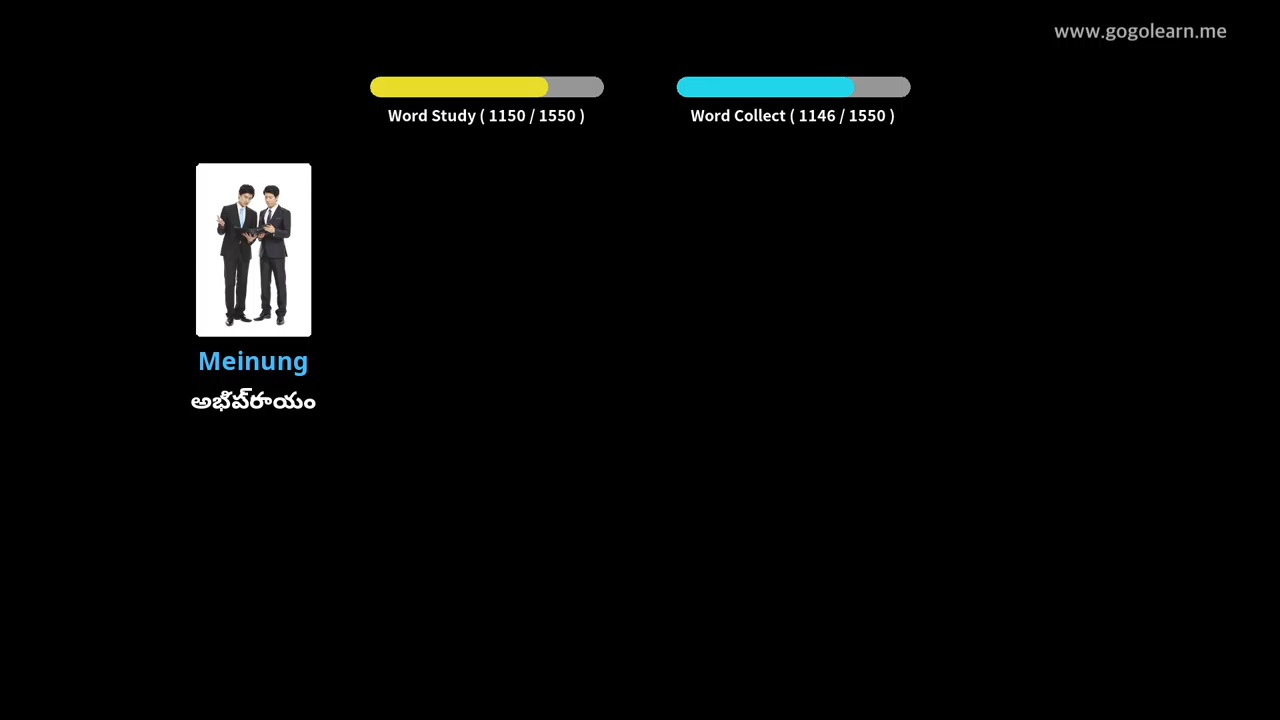 www.gogolearn.me
Word Study ( 1150 / 1550 )
Word Collect ( 1146 / 1550 )
Meinung
అభిప్రాయం